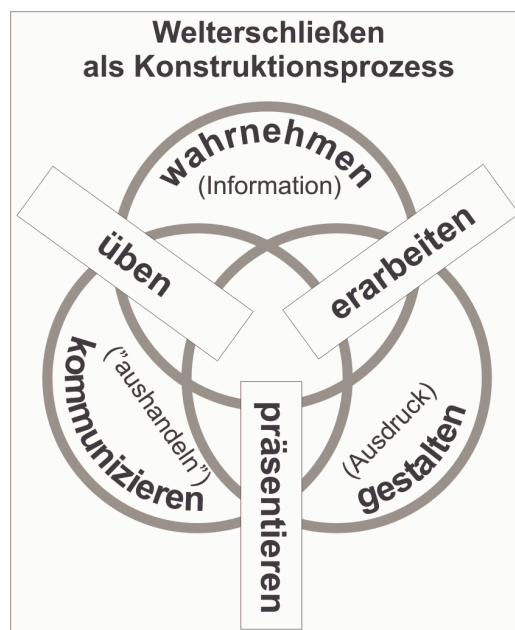 Welterschließen
als Konstruktionsprozess
wahrnehmen
(Information)
üben
erarbeiten
kommunizieren
(”aushandeln”)
präsentieren
(Ausdruck)
gestalten